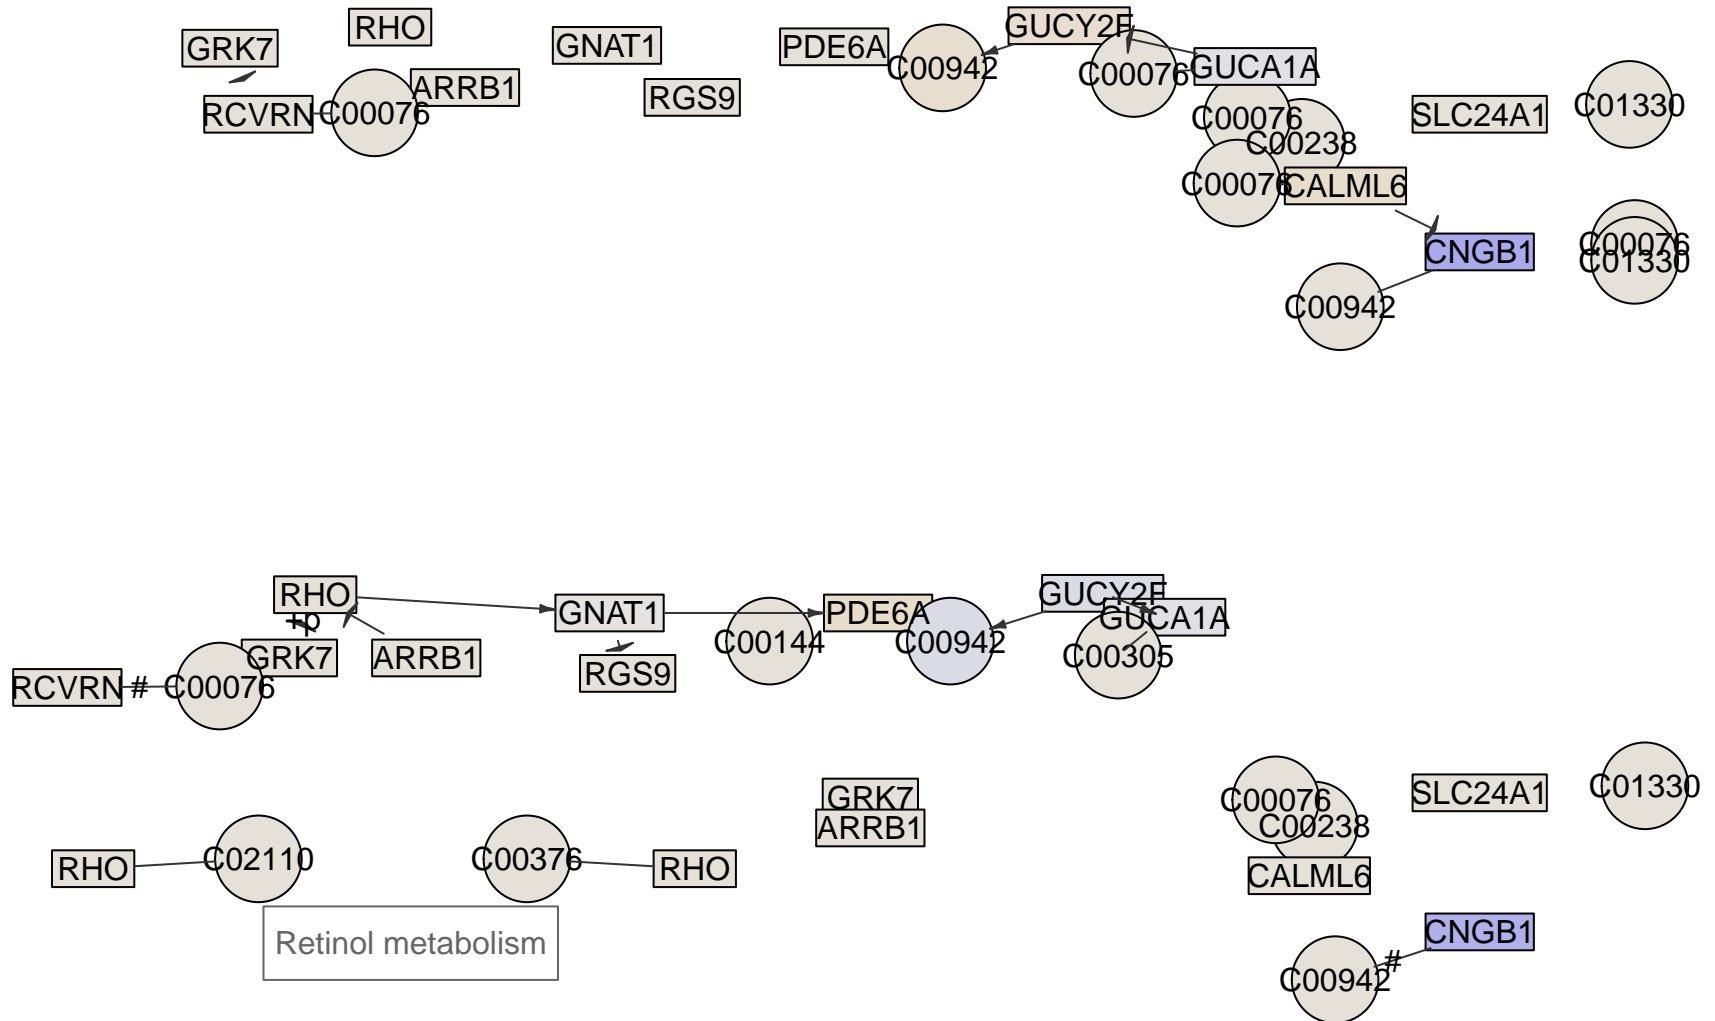 RHO
GUCY2F
GRK7
GNAT1
PDE6A
C00942
C00076
GUCA1A
ARRB1
RGS9
RCVRN
C00076
C00076
SLC24A1
C01330
C00238
C00076
CALML6
CNGB1
C00076
C01330
C00942
RHO
GUCY2F
GNAT1
PDE6A
GUCA1A
+p
C00144
C00942
GRK7
ARRB1
C00305
RGS9
RCVRN
#
C00076
C01330
GRK7
SLC24A1
C00076
ARRB1
C00238
RHO
C02110
C00376
RHO
CALML6
CNGB1
Retinol metabolism
#
C00942